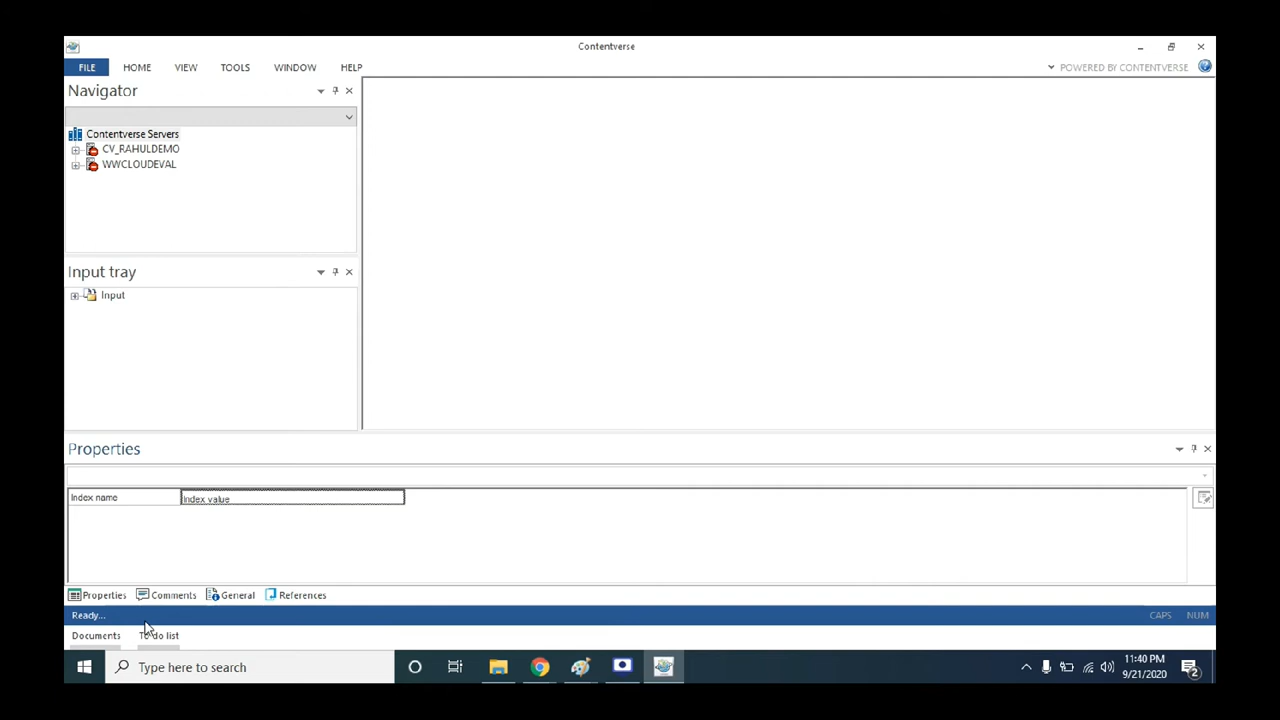 Contentverse
FILE HOME VIEW TOOLS WINDOW HELP POWERED BY CONTENTVERSE
Navigator
Contentverse Servers
CV_RAHULDEMO
WWCLOUDEVAL
Input tray
Input
Properties
Index name Index value
Properties Comments General References
Ready... CAPS NUM
Documents To do list
Type here to search
11:40 PM
9/21/2020
2